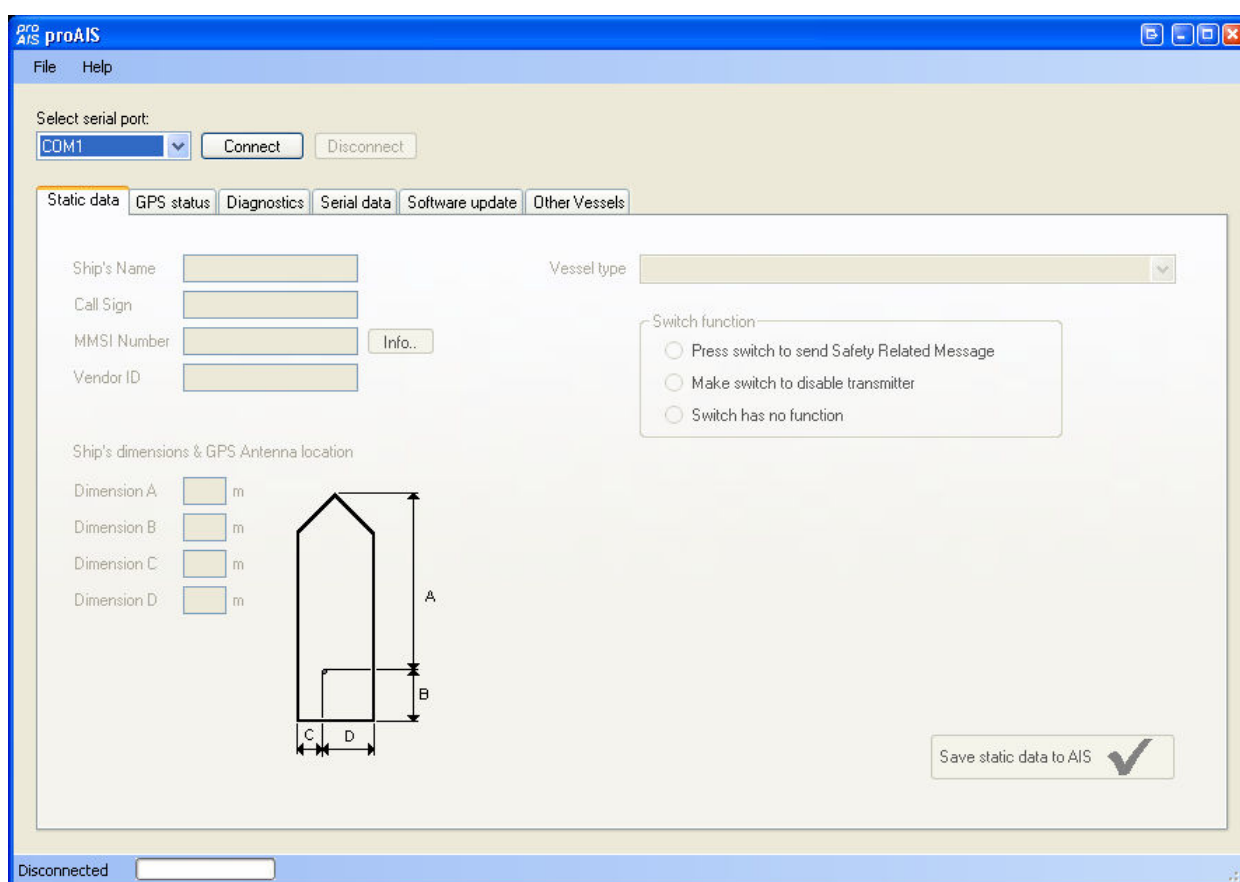 pro AIS proAIS
File Help
Select serial port:
COM1 Connect Disconnect
Static data GPS status Diagnostics Serial data Software update Other Vessels
Ship's Name Vessel type
Call Sign
Switch function
MMSI Number Info..
Press switch to send Safety Related Message
Vendor ID
Make switch to disable transmitter
Switch has no function
Ship's dimensions & GPS Antenna location
Dimension A m
Dimension B m
Dimension C m
Dimension D m
A
B
C D
Save static data to AIS
Disconnected